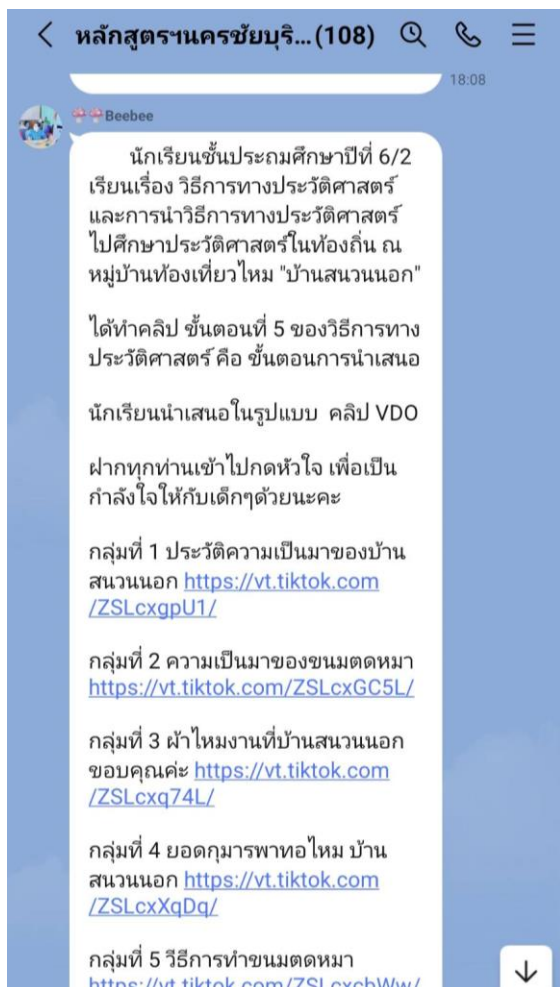 หลักสูตรฯนครชัยบุริ...(108)
18:08
Beebee
นักเรียนชั้นประถมศึกษาปีที่ 6/2
เรียนเรื่อง วิธีการทางประวัติศาสตร์
และการนำวิธีการทางประวัติศาสตร์
ไปศึกษาประวัติศาสตร์ในท้องถิ่น ณ
หมู่บ้านท้องเที่ยวไหม "บ้านสนวนนอก"
ได้ทำคลิป ขั้นตอนที่ 5 ของวิธีการทาง
ประวัติศาสตร์ คือ ขั้นตอนการนำเสนอ
นักเรียนนำเสนอในรูปแบบ คลิป VDO
ฝากทุกท่านเข้าไปกดหัวใจ เพื่อเป็น
กำลังใจให้กับเด็กๆด้วยนะคะ
กลุ่มที่ 1 ประวัติความเป็นมาของบ้าน
สนวนนอก https://vt.tiktok.com
/ZSLcxgpU1/
กลุ่มที่ 2 ความเป็นมาของขนมตดหมา
https://vt.tiktok.com/ZSLcxGC5L/
กลุ่มที่ 3 ผ้าไหมงานที่บ้านสนวนนอก
ขอบคุณค่ะ https://vt.tiktok.com
/ZSLcxq74L/
กลุ่มที่ 4 ยอดกุมารพาทอไหม บ้าน
สนวนนอก https://vt.tiktok.com
/ZSLcxXqDq/
กลุ่มที่ 5 วีธีการทำขนมตดหมา
https://vt.tiktok.com/ZSLcxcbWw/